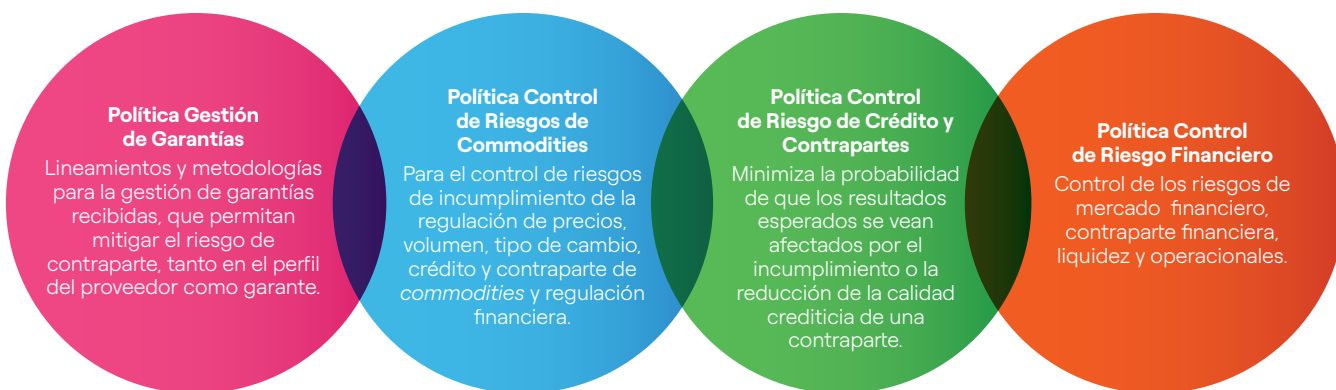 Política Gestión
de Garantías
Lineamientos y metodologías
para la gestión de garantías
recibidas, que permitan
mitigar el riesgo de
contraparte, tanto en el perfil
del proveedor como garante.
Política Control
de Riesgos de
Commodities
Para el control de riesgos
de incumplimiento de la
regulación de precios,
volumen, tipo de cambio,
crédito y contraparte de
commodities y regulación
financiera.
Política Control
de Riesgo de Crédito y
Contrapartes
Minimiza la probabilidad
de que los resultados
esperados se vean
afectados por el
incumplimiento o la
reducción de la calidad
crediticia de una
contraparte.
Política Control
de Riesgo Financiero
Control de los riesgos de
mercado financiero,
contraparte financiera,
liquidez y operacionales.